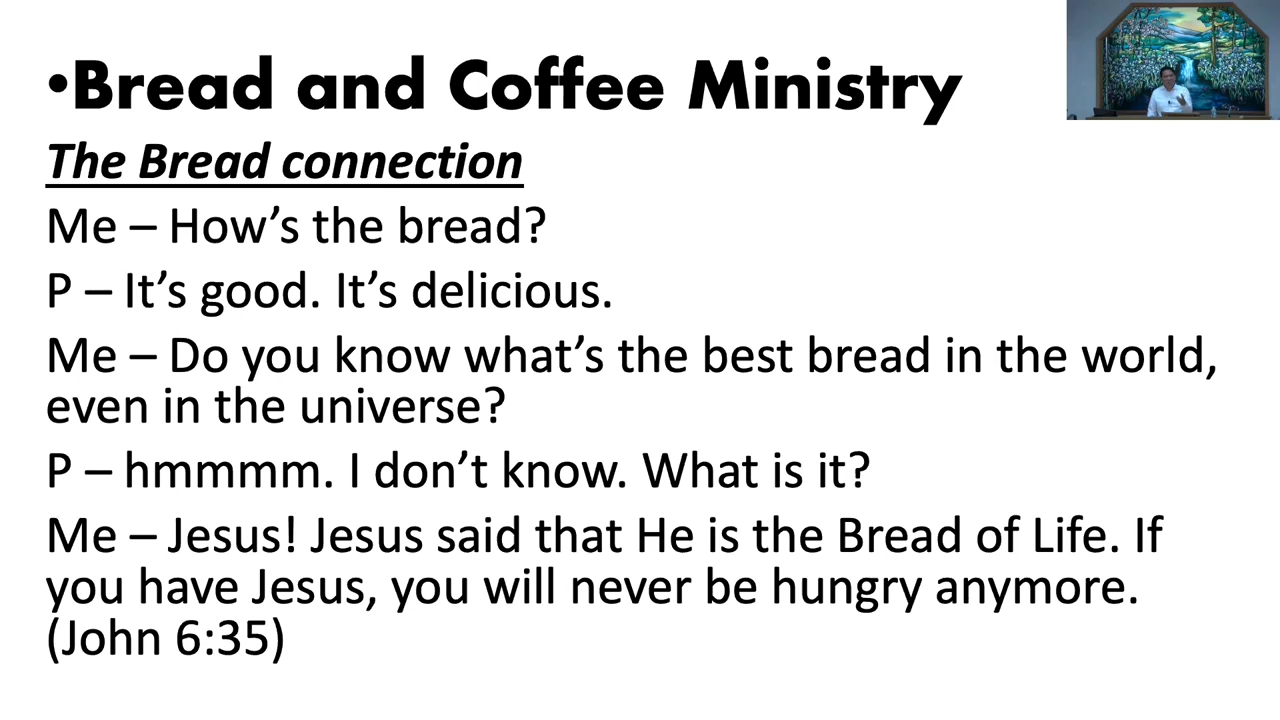 •Bread and Coffee Ministry
The Bread connection
Me – How’s the bread?
P – It’s good. It’s delicious.
Me – Do you know what’s the best bread in the world,
even in the universe?
P – hmmmm. I don’t know. What is it?
Me – Jesus! Jesus said that He is the Bread of Life. If
you have Jesus, you will never be hungry anymore.
(John 6:35)